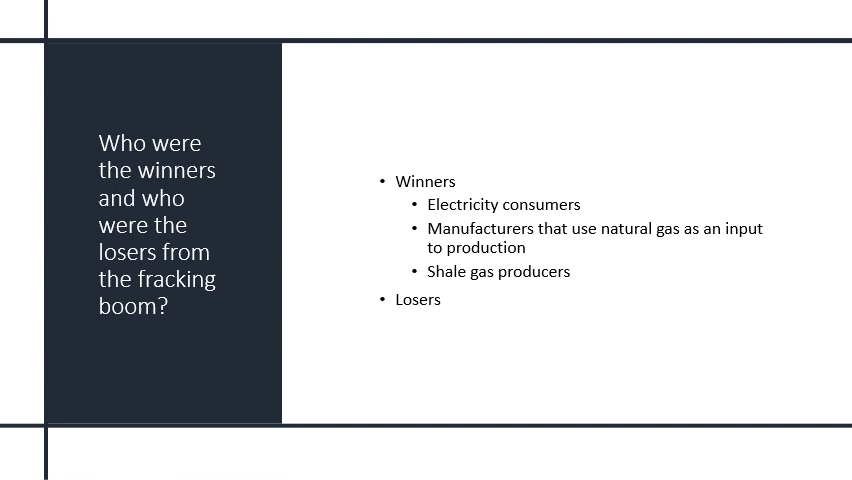 Who were
the winners
and who
were the
losers from
the fracking
boom?
• Winners
• Electricity consumers
• Manufacturers that use natural gas as an input
to production
• Shale gas producers
• Losers